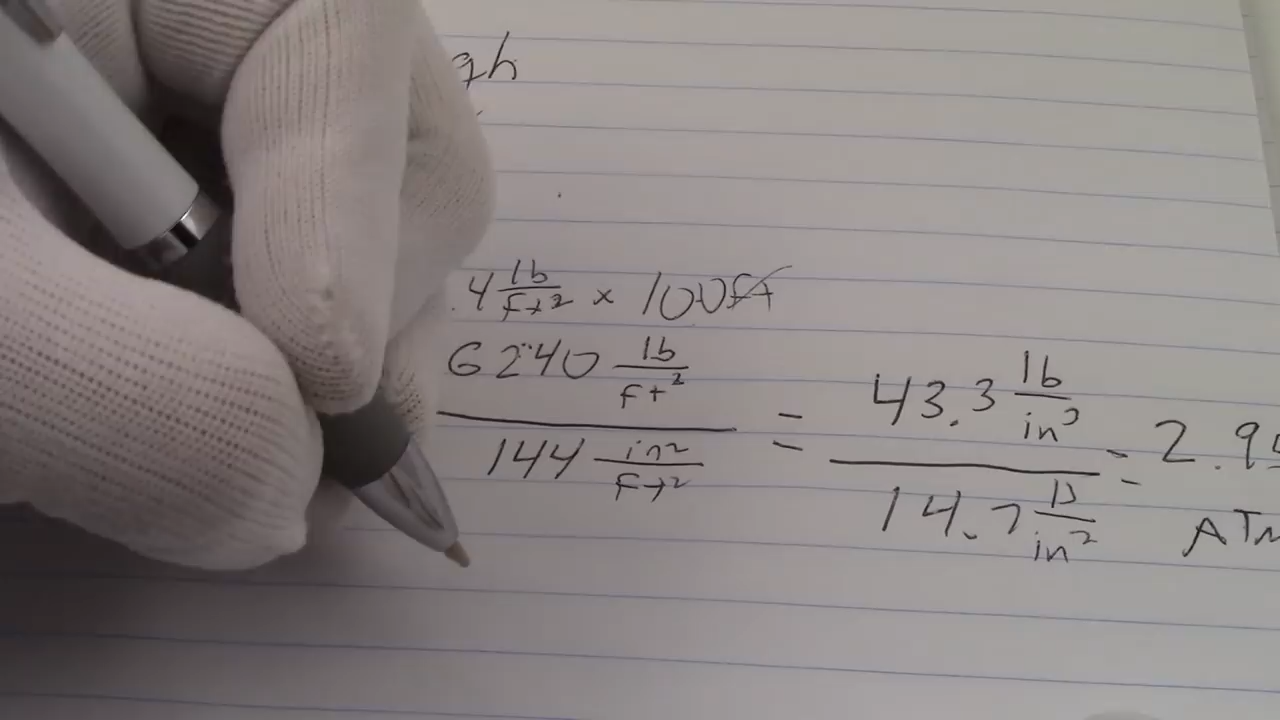 gh
.4 lb/ft² × 100ft
6240 lb/ft² / 144 in²/ft² = 43.3 lb/in² / 14.7 lb/in² = 2.9
ATM